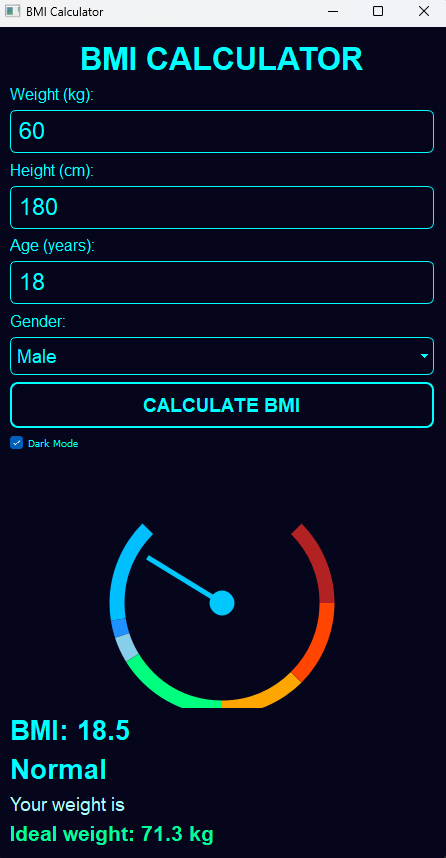 BMI Calculator
BMI CALCULATOR
Weight (kg):
60
Height (cm):
180
Age (years):
18
Gender:
Male
CALCULATE BMI
Dark Mode
BMI: 18.5
Normal
Your weight is
Ideal weight: 71.3 kg